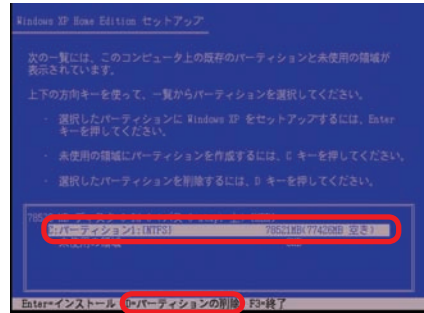 Windows XP Home Edition セットアップ
次の一覧には、このコンピュータ上の既存のパーティションと未使用の領域が
表示されています。
上下の方向キーを使って、一覧からパーティションを選択してください。
- 選択したパーティションに Windows XP をセットアップするには、Enter
キーを押してください。
- 未使用の領域にパーティションを作成するには、C キーを押してください。
- 選択したパーティションを削除するには、D キーを押してください。
C:パーティション1:[NTFS] 78521MB(77426MB 空き)
未使用の領域
Enter=インストール D=パーティションの削除 F3=終了